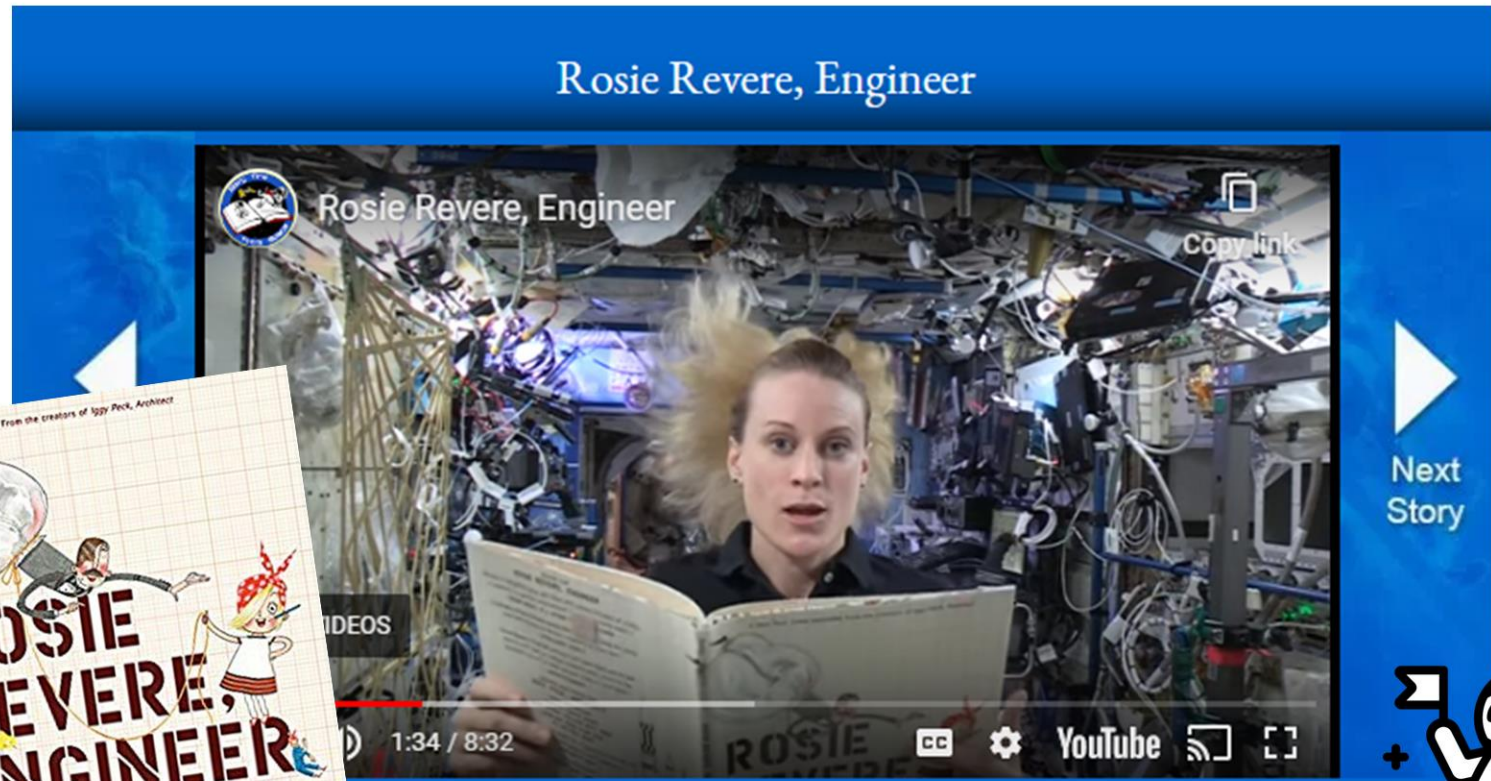 Rosie Revere, Engineer
Rosie Revere, Engineer
Copy link
Next
Story
From the creators of Iggy Peck, Architect
OSIE
EVERE,
NGINEER
IDEOS
ROSIE
1:34 / 8:32
CC
YouTube